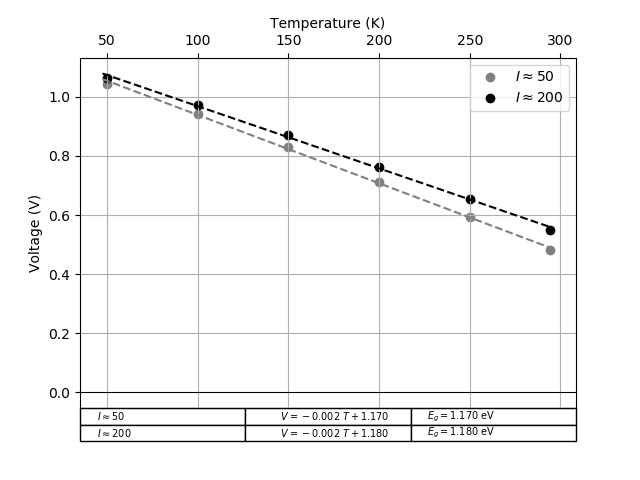 Temperature (K)
50 100 150 200 250 300
I ≈ 50
I ≈ 200
1.0
0.8
0.6
0.4
0.2
0.0
Voltage (V)
I ≈ 50 V = −0.002 T + 1.170 E_g = 1.170 eV
I ≈ 200 V = −0.002 T + 1.180 E_g = 1.180 eV